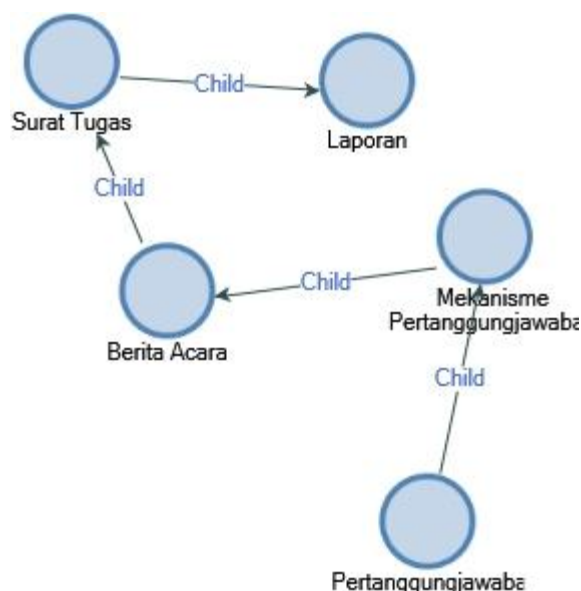 Child
Surat Tugas
Laporan
Child
Child
Berita Acara
Mekanisme
Pertanggungjawaba
Child
Pertanggungjawaba